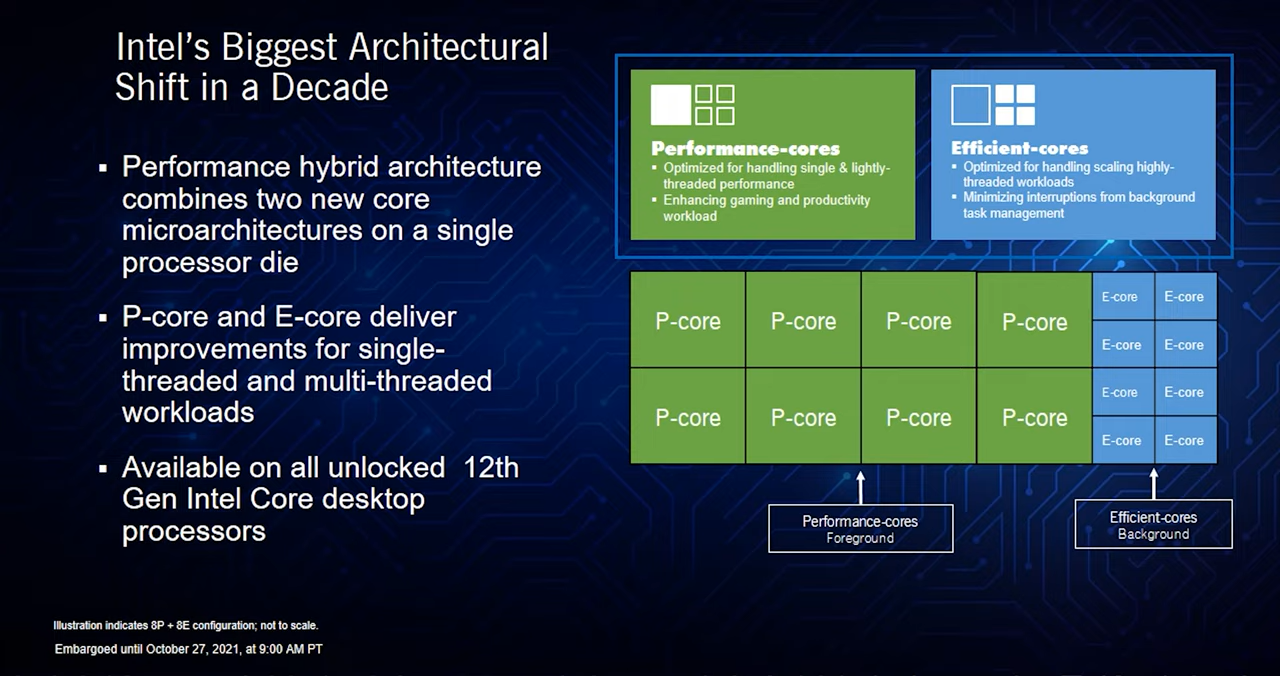 Intel's Biggest Architectural
Shift in a Decade
▪ Performance hybrid architecture
combines two new core
microarchitectures on a single
processor die
▪ P-core and E-core deliver
improvements for single-
threaded and multi-threaded
workloads
▪ Available on all unlocked  12th
Gen Intel Core desktop
processors
Performance-cores
▪ Optimized for handling single & lightly-
threaded performance
▪ Enhancing gaming and productivity
workload
Efficient-cores
▪ Optimized for handling scaling highly-
threaded workloads
▪ Minimizing interruptions from background
task management
P-core P-core P-core P-core E-core E-core
E-core E-core
P-core P-core P-core P-core E-core E-core
E-core E-core
Performance-cores
Foreground
Efficient-cores
Background
Illustration indicates 8P + 8E configuration; not to scale.
Embargoed until October 27, 2021, at 9:00 AM PT